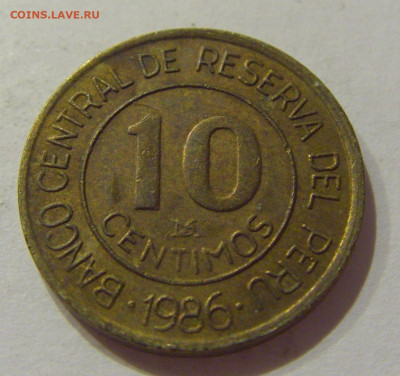 COINS.LAVE.RU
BANCO CENTRAL DE RESERVA DEL PERU
10
CENTIMOS
· 1986 ·